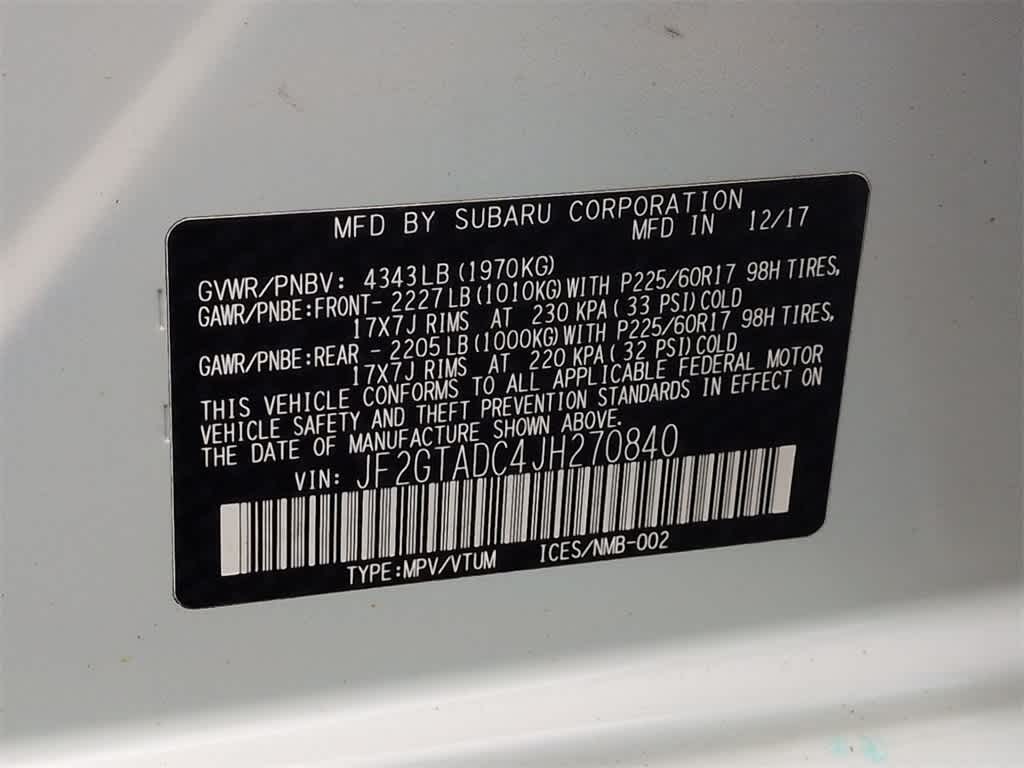 MFD BY SUBARU CORPORATION
MFD IN 12/17
GVWR/PNBV: 4343LB (1970KG)
GAWR/PNBE:FRONT- 2227LB (1010KG) WITH P225/60R17 98H TIRES,
17X7J RIMS AT 230 KPA (33 PSI) COLD
GAWR/PNBE:REAR - 2205LB (1000KG) WITH P225/60R17 98H TIRES,
17X7J RIMS AT 220 KPA (32 PSI) COLD
THIS VEHICLE CONFORMS TO ALL APPLICABLE FEDERAL MOTOR
VEHICLE SAFETY AND THEFT PREVENTION STANDARDS IN EFFECT ON
THE DATE OF MANUFACTURE SHOWN ABOVE.
VIN: JF2GTADC4JH270840
TYPE:MPV/VTUM ICES/NMB-002